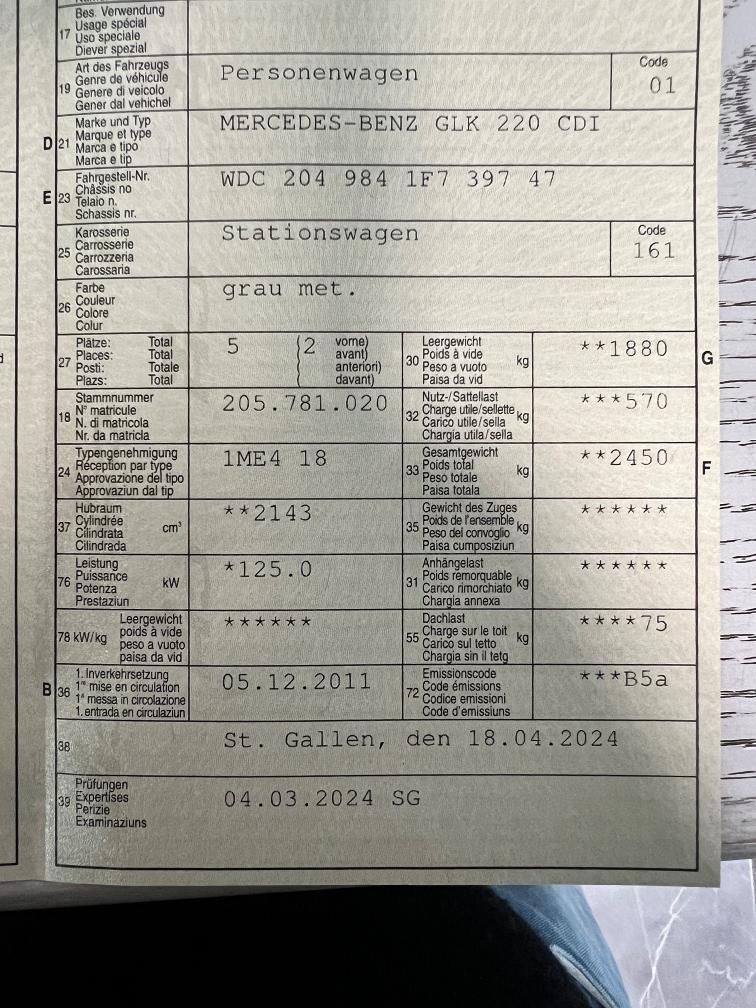 17 Bes. Verwendung
Usage spécial
Uso speciale
Diever spezial
19 Art des Fahrzeugs
Genre de véhicule
Genere di veicolo
Gener dal vehichel
Personenwagen
Code
01
D 21 Marke und Typ
Marque et type
Marca e tipo
Marca e tip
MERCEDES-BENZ GLK 220 CDI
E 23 Fahrgestell-Nr.
Châssis no
Telaio n.
Schassis nr.
WDC 204 984 1F7 397 47
25 Karosserie
Carrosserie
Carrozzeria
Carossaria
Stationswagen
Code
161
26 Farbe
Couleur
Colore
Colur
grau met.
27 Plätze: Total
Places: Total
Posti: Totale
Plazs: Total
5 (2 vorne)
avant)
anteriori)
davant)
30 Leergewicht
Poids à vide
Peso a vuoto
Paisa da vid
kg
**1880 G
18 Stammnummer
N° matricule
N. di matricola
Nr. da matricla
205.781.020
32 Nutz-/Sattellast
Charge utile/sellette
Carico utile/sella
Chargia utila/sella
kg
***570
24 Typengenehmigung
Réception par type
Approvazione del tipo
Approvaziun dal tip
1ME4 18
33 Gesamtgewicht
Poids total
Peso totale
Paisa totala
kg
**2450 F
37 Hubraum
Cylindrée
Cilindrata
Cilindrada
cm³
**2143
35 Gewicht des Zuges
Poids de l'ensemble
Peso del convoglio
Paisa cumposiziun
kg
******
76 Leistung
Puissance
Potenza
Prestaziun
kW
*125.0
31 Anhängelast
Poids remorquable
Carico rimorchiato
Chargia annexa
kg
******
78 kW/kg Leergewicht
poids à vide
peso a vuoto
paisa da vid
******
55 Dachlast
Charge sur le toit
Carico sul tetto
Chargia sin il tetg
kg
****75
B 36 1. Inverkehrsetzung
1re mise en circulation
1a messa in circolazione
1. entrada en circulaziun
05.12.2011
72 Emissionscode
Code émissions
Codice emissioni
Code d'emissiuns
***B5a
38 St. Gallen, den 18.04.2024
39 Prüfungen
Expertises
Perizie
Examinaziuns
04.03.2024 SG